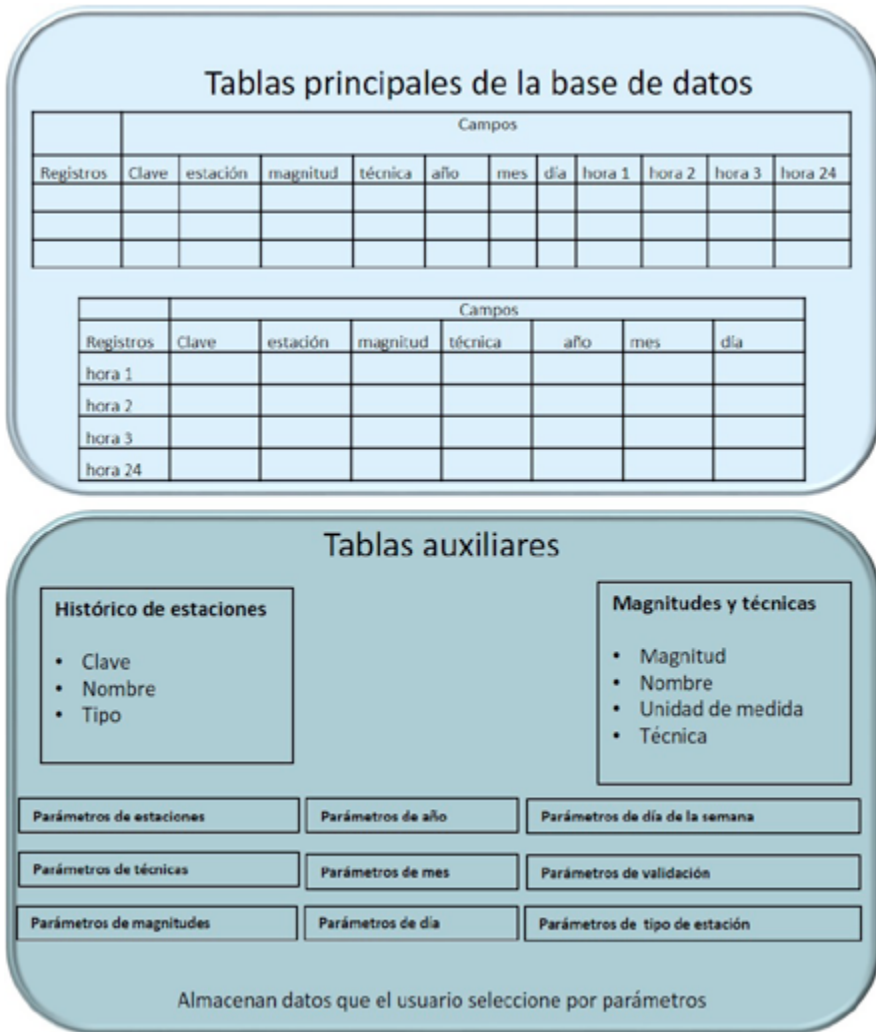 Tablas principales de la base de datos
Campos
Registros Clave estación magnitud técnica año mes día hora 1 hora 2 hora 3 hora 24
Campos
Registros Clave estación magnitud técnica año mes día
hora 1
hora 2
hora 3
hora 24
Tablas auxiliares
Histórico de estaciones
• Clave
• Nombre
• Tipo
Magnitudes y técnicas
• Magnitud
• Nombre
• Unidad de medida
• Técnica
Parámetros de estaciones Parámetros de año Parámetros de día de la semana
Parámetros de técnicas Parámetros de mes Parámetros de validación
Parámetros de magnitudes Parámetros de día Parámetros de tipo de estación
Almacenan datos que el usuario seleccione por parámetros